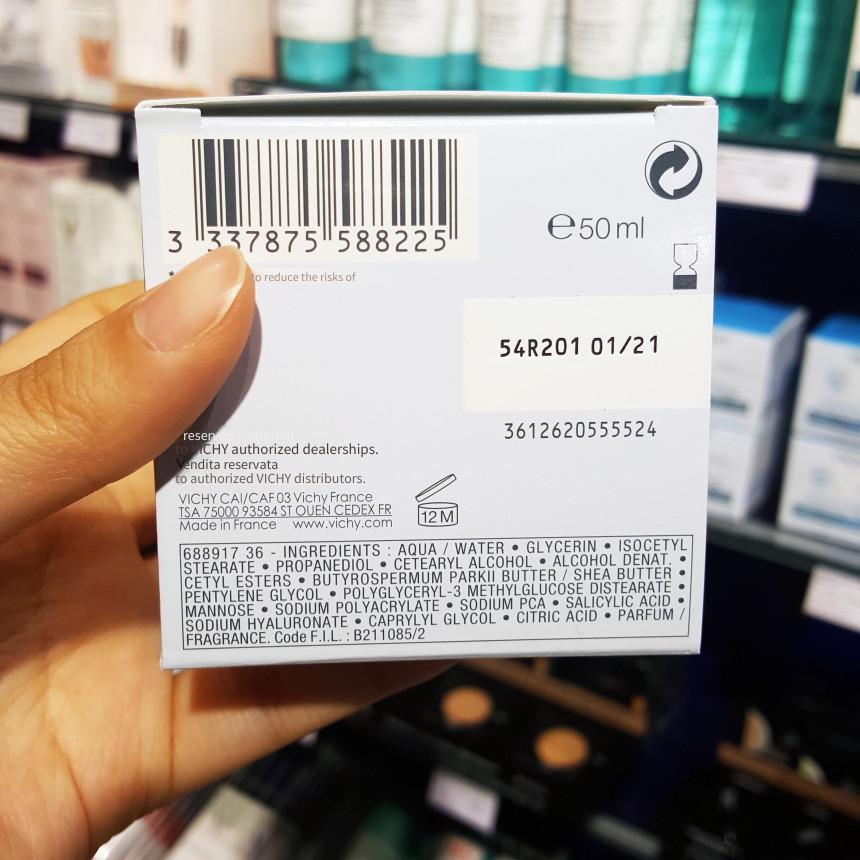 3 337875 588225
* to reduce the risks of
e 50 ml
54R201 01/21
3612620555524
to VICHY authorized dealerships.
Vendita reservata
to authorized VICHY distributors.
VICHY CAI/CAF 03 Vichy France
TSA 75000 93584 ST OUEN CEDEX FR
Made in France www.vichy.com
12 M
688917 36 - INGREDIENTS : AQUA / WATER • GLYCERIN • ISOCETYL
STEARATE • PROPANEDIOL • CETEARYL ALCOHOL • ALCOHOL DENAT. •
CETYL ESTERS • BUTYROSPERMUM PARKII BUTTER / SHEA BUTTER •
PENTYLENE GLYCOL • POLYGLYCERYL-3 METHYLGLUCOSE DISTEARATE •
MANNOSE • SODIUM POLYACRYLATE • SODIUM PCA • SALICYLIC ACID •
SODIUM HYALURONATE • CAPRYLYL GLYCOL • CITRIC ACID • PARFUM /
FRAGRANCE. Code F.I.L. : B211085/2